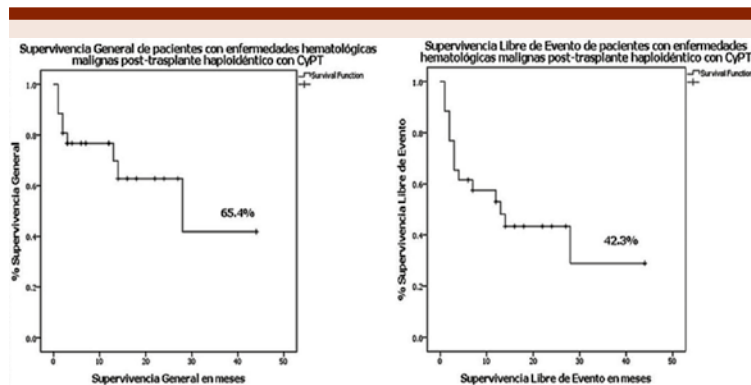 Supervivencia General de pacientes con enfermedades hematológicas
malignas post-trasplante haploidéntico con CyPT
Survival Function
% Supervivencia General
1.0
0.8
0.6
0.4
0.2
0.0
65.4%
0
10
20
30
40
50
Supervivencia General en meses
Supervivencia Libre de Evento de pacientes con enfermedades
hematológicas malignas post-trasplante haploidéntico con CyPT
Survival Function
% Supervivencia Libre de Evento
1.0
0.8
0.6
0.4
0.2
0.0
42.3%
0
10
20
30
40
50
Supervivencia Libre de Evento en meses